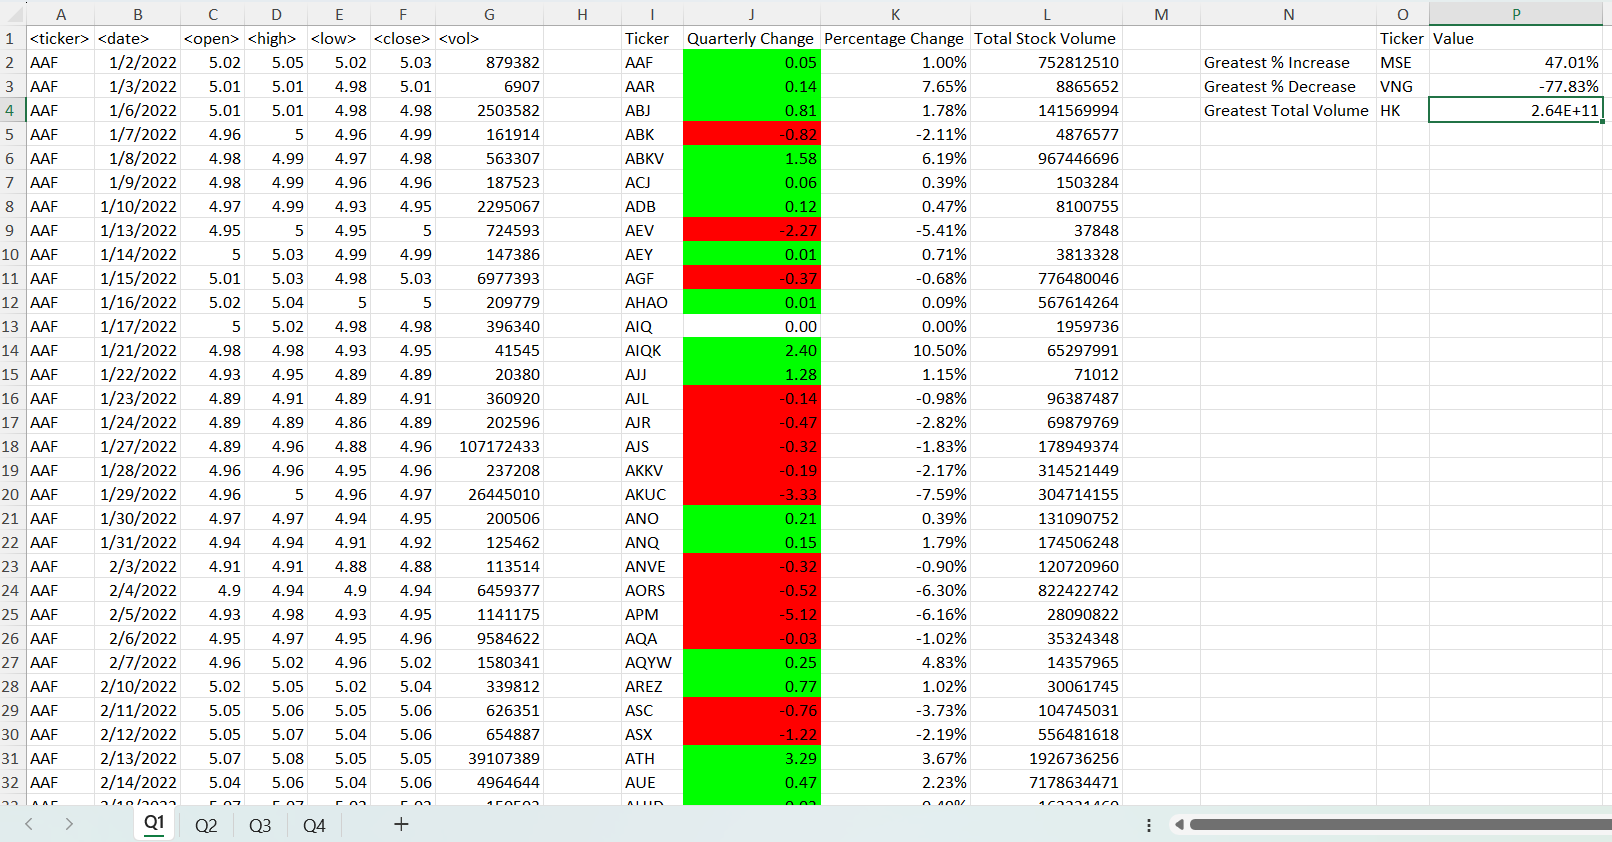 A B C D E F G H I J K L M N O P
1 <ticker> <date> <open> <high> <low> <close> <vol> Ticker Quarterly Change Percentage Change Total Stock Volume Ticker Value
2 AAF 1/2/2022 5.02 5.05 5.02 5.03 879382 AAF 0.05 1.00% 752812510 Greatest % Increase MSE 47.01%
3 AAF 1/3/2022 5.01 5.01 4.98 5.01 6907 AAR 0.14 7.65% 8865652 Greatest % Decrease VNG -77.83%
4 AAF 1/6/2022 5.01 5.01 4.98 4.98 2503582 ABJ 0.81 1.78% 141569994 Greatest Total Volume HK 2.64E+11
5 AAF 1/7/2022 4.96 5 4.96 4.99 161914 ABK -0.82 -2.11% 4876577
6 AAF 1/8/2022 4.98 4.99 4.97 4.98 563307 ABKV 1.58 6.19% 967446696
7 AAF 1/9/2022 4.98 4.99 4.96 4.96 187523 ACJ 0.06 0.39% 1503284
8 AAF 1/10/2022 4.97 4.99 4.93 4.95 2295067 ADB 0.12 0.47% 8100755
9 AAF 1/13/2022 4.95 5 4.95 5 724593 AEV -2.27 -5.41% 37848
10 AAF 1/14/2022 5 5.03 4.99 4.99 147386 AEY 0.01 0.71% 3813328
11 AAF 1/15/2022 5.01 5.03 4.98 5.03 6977393 AGF -0.37 -0.68% 776480046
12 AAF 1/16/2022 5.02 5.04 5 5 209779 AHAO 0.01 0.09% 567614264
13 AAF 1/17/2022 5 5.02 4.98 4.98 396340 AIQ 0.00 0.00% 1959736
14 AAF 1/21/2022 4.98 4.98 4.93 4.95 41545 AIQK 2.40 10.50% 65297991
15 AAF 1/22/2022 4.93 4.95 4.89 4.89 20380 AJJ 1.28 1.15% 71012
16 AAF 1/23/2022 4.89 4.91 4.89 4.91 360920 AJL -0.14 -0.98% 96387487
17 AAF 1/24/2022 4.89 4.89 4.86 4.89 202596 AJR -0.47 -2.82% 69879769
18 AAF 1/27/2022 4.89 4.96 4.88 4.96 107172433 AJS -0.32 -1.83% 178949374
19 AAF 1/28/2022 4.96 4.96 4.95 4.96 237208 AKKV -0.19 -2.17% 314521449
20 AAF 1/29/2022 4.96 5 4.96 4.97 26445010 AKUC -3.33 -7.59% 304714155
21 AAF 1/30/2022 4.97 4.97 4.94 4.95 200506 ANO 0.21 0.39% 131090752
22 AAF 1/31/2022 4.94 4.94 4.91 4.92 125462 ANQ 0.15 1.79% 174506248
23 AAF 2/3/2022 4.91 4.91 4.88 4.88 113514 ANVE -0.32 -0.90% 120720960
24 AAF 2/4/2022 4.9 4.94 4.9 4.94 6459377 AORS -0.52 -6.30% 822422742
25 AAF 2/5/2022 4.93 4.98 4.93 4.95 1141175 APM -5.12 -6.16% 28090822
26 AAF 2/6/2022 4.95 4.97 4.95 4.96 9584622 AQA -0.03 -1.02% 35324348
27 AAF 2/7/2022 4.96 5.02 4.96 5.02 1580341 AQYW 0.25 4.83% 14357965
28 AAF 2/10/2022 5.02 5.05 5.02 5.04 339812 AREZ 0.77 1.02% 30061745
29 AAF 2/11/2022 5.05 5.06 5.05 5.06 626351 ASC -0.76 -3.73% 104745031
30 AAF 2/12/2022 5.05 5.07 5.04 5.06 654887 ASX -1.22 -2.19% 556481618
31 AAF 2/13/2022 5.07 5.08 5.05 5.05 39107389 ATH 3.29 3.67% 1926736256
32 AAF 2/14/2022 5.04 5.06 5.04 5.06 4964644 AUE 0.47 2.23% 7178634471
Q1 Q2 Q3 Q4